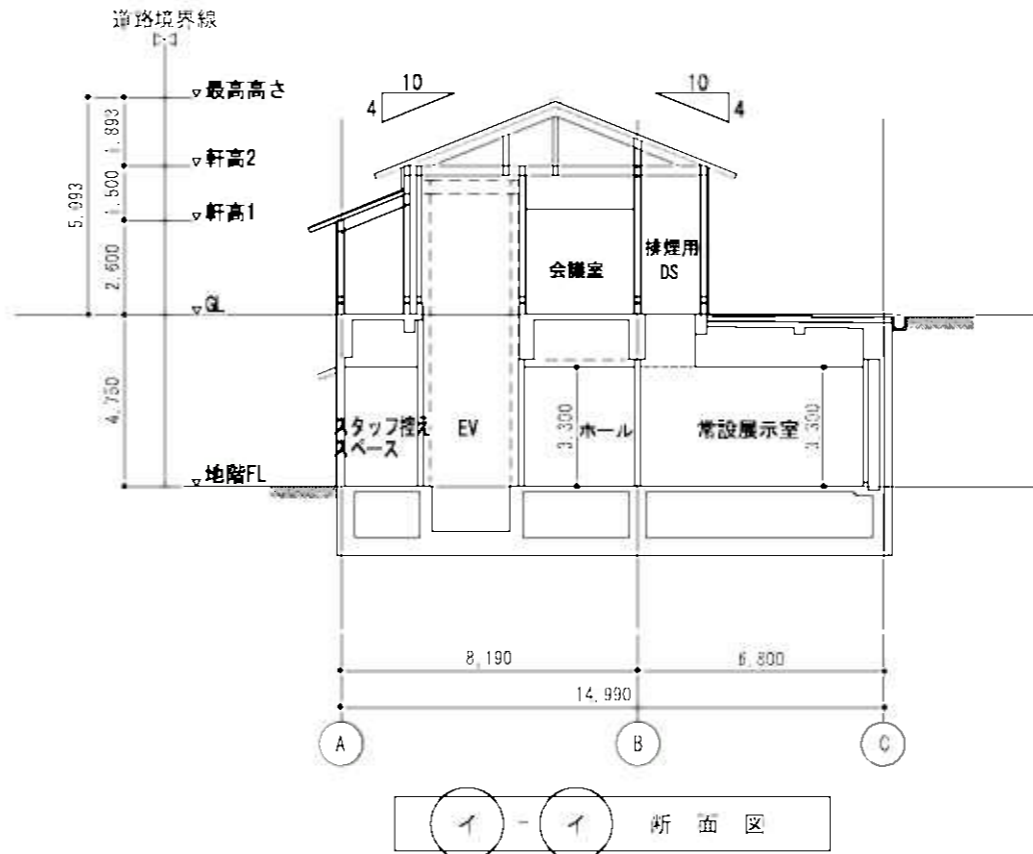 道路境界線
最高高さ
軒高2
軒高1
GL
地階FL
1.893
1.500
2.600
5.993
4.750
10
4
10
4
会議室
排煙用
DS
スタッフ控え
スペース
EV
ホール
常設展示室
3.300
3.300
8,190
6.800
14.990
A
B
C
イ - イ 断面図